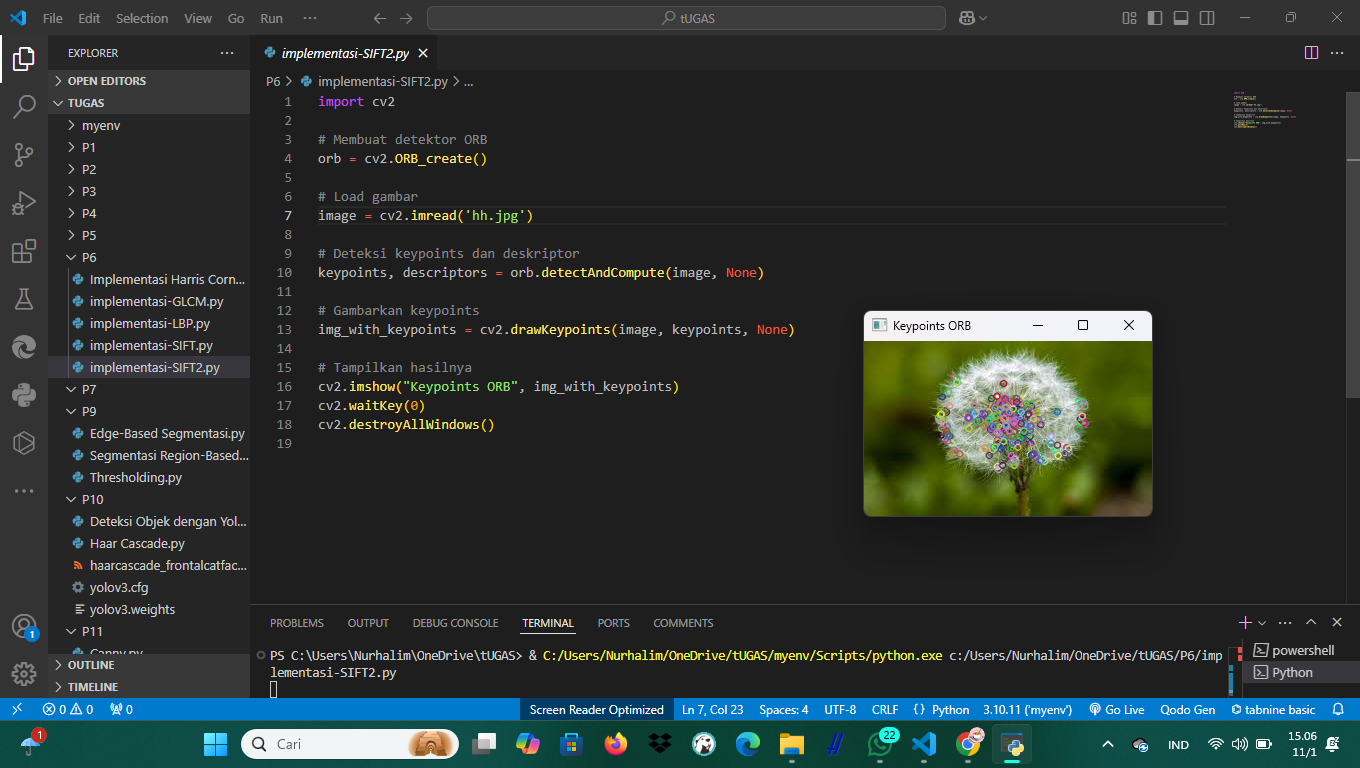 File Edit Selection View Go Run ··· tUGAS
EXPLORER ···
OPEN EDITORS
TUGAS
myenv
P1
P2
P3
P4
P5
P6
Implementasi Harris Corn...
implementasi-GLCM.py
implementasi-LBP.py
implementasi-SIFT.py
implementasi-SIFT2.py
P7
P9
Edge-Based Segmentasi.py
Segmentasi Region-Based...
Thresholding.py
P10
Deteksi Objek dengan Yol...
Haar Cascade.py
haarcascade_frontalcatfac...
yolov3.cfg
yolov3.weights
P11
Canny.py
OUTLINE
TIMELINE
1
implementasi-SIFT2.py
P6 > implementasi-SIFT2.py > ...
1 import cv2
2
3 # Membuat detektor ORB
4 orb = cv2.ORB_create()
5
6 # Load gambar
7 image = cv2.imread('hh.jpg')
8
9 # Deteksi keypoints dan deskriptor
10 keypoints, descriptors = orb.detectAndCompute(image, None)
11
12 # Gambarkan keypoints
13 img_with_keypoints = cv2.drawKeypoints(image, keypoints, None)
14
15 # Tampilkan hasilnya
16 cv2.imshow("Keypoints ORB", img_with_keypoints)
17 cv2.waitKey(0)
18 cv2.destroyAllWindows()
19
Keypoints ORB
PROBLEMS OUTPUT DEBUG CONSOLE TERMINAL PORTS COMMENTS
PS C:\Users\Nurhalim\OneDrive\tUGAS> & C:/Users/Nurhalim/OneDrive/tUGAS/myenv/Scripts/python.exe c:/Users/Nurhalim/OneDrive/tUGAS/P6/imp
lementasi-SIFT2.py
powershell
Python
0 0 0 Screen Reader Optimized Ln 7, Col 23 Spaces: 4 UTF-8 CRLF {} Python 3.10.11 ('myenv') Go Live Qodo Gen tabnine basic
1 Cari 22 IND 15.06
11/1